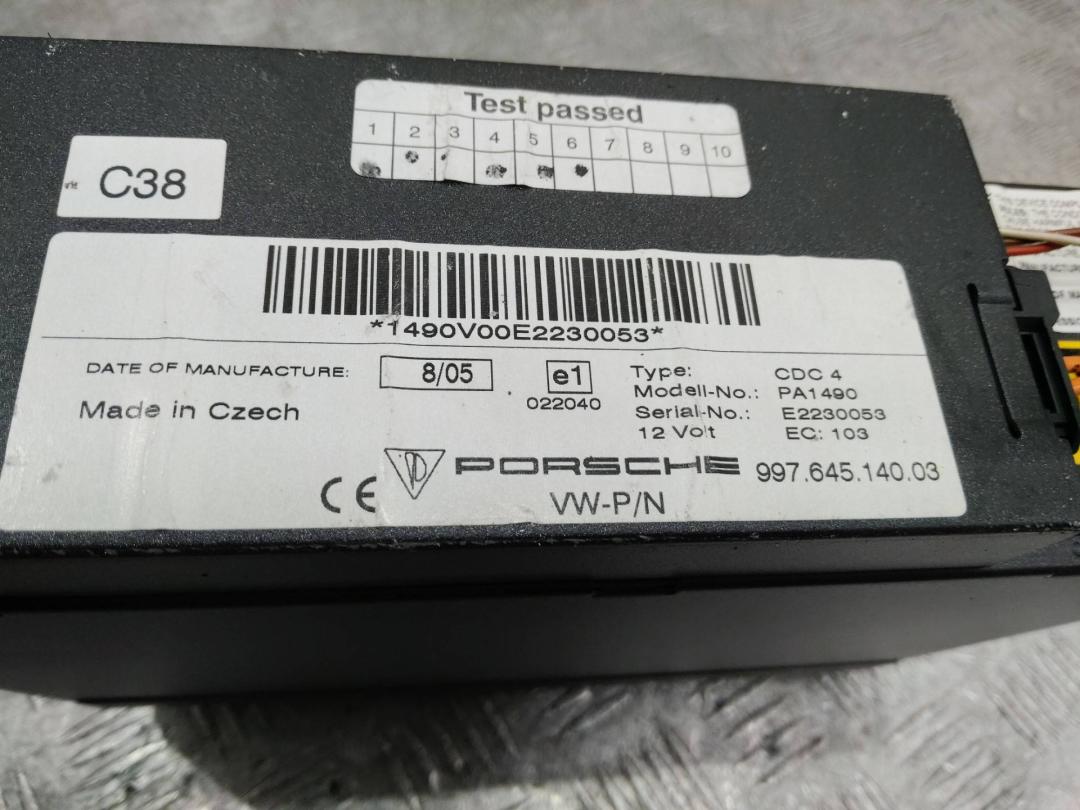 Test passed
1 2 3 4 5 6 7 8 9 10
C38
*1490V00E2230053*
DATE OF MANUFACTURE: 8/05
e1
022040
Made in Czech
Type: CDC 4
Modell-No.: PA1490
Serial-No.: E2230053
12 Volt EC: 103
CE
PORSCHE 997.645.140.03
VW-P/N